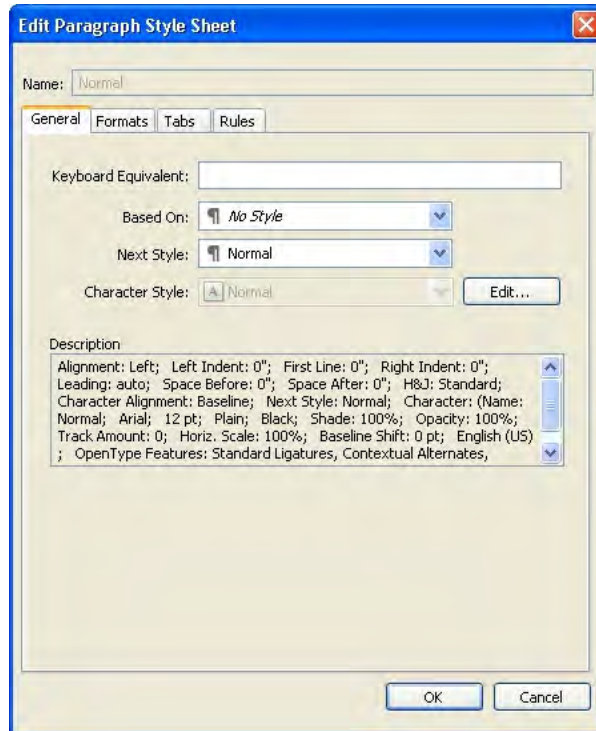 Edit Paragraph Style Sheet
Name: Normal
General Formats Tabs Rules
Keyboard Equivalent:
Based On: ¶ No Style
Next Style: ¶ Normal
Character Style: A Normal Edit...
Description
Alignment: Left; Left Indent: 0"; First Line: 0"; Right Indent: 0";
Leading: auto; Space Before: 0"; Space After: 0"; H&J: Standard;
Character Alignment: Baseline; Next Style: Normal; Character: (Name:
Normal; Arial; 12 pt; Plain; Black; Shade: 100%; Opacity: 100%;
Track Amount: 0; Horiz. Scale: 100%; Baseline Shift: 0 pt; English (US)
; OpenType Features: Standard Ligatures, Contextual Alternates,
OK Cancel